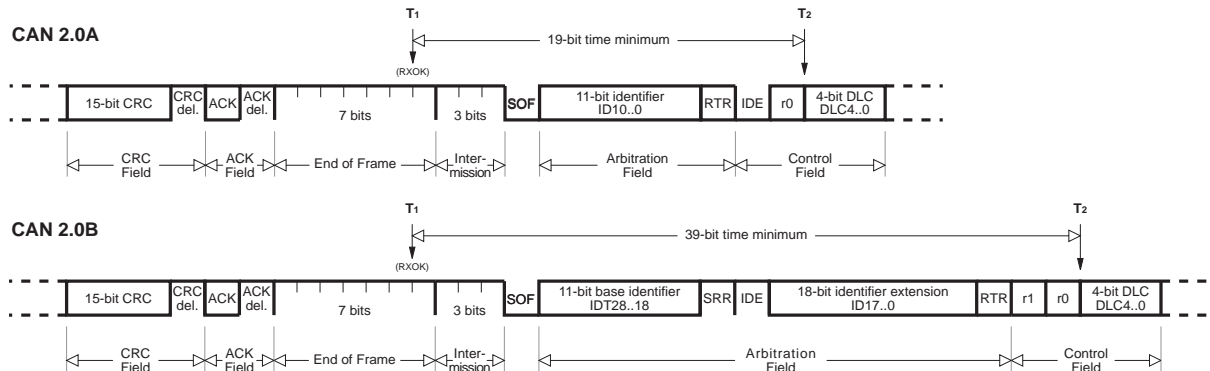 T1
T2
CAN 2.0A
19-bit time minimum
(RXOK)
15-bit CRC
CRC
del.
ACK
ACK
del.
7 bits
3 bits
SOF
11-bit identifier
ID10..0
RTR
IDE
r0
4-bit DLC
DLC4..0
CRC
Field
ACK
Field
End of Frame
Inter-
mission
Arbitration
Field
Control
Field
T1
T2
CAN 2.0B
39-bit time minimum
(RXOK)
15-bit CRC
CRC
del.
ACK
ACK
del.
7 bits
3 bits
SOF
11-bit base identifier
IDT28..18
SRR
IDE
18-bit identifier extension
ID17..0
RTR
r1
r0
4-bit DLC
DLC4..0
CRC
Field
ACK
Field
End of Frame
Inter-
mission
Arbitration
Field
Control
Field